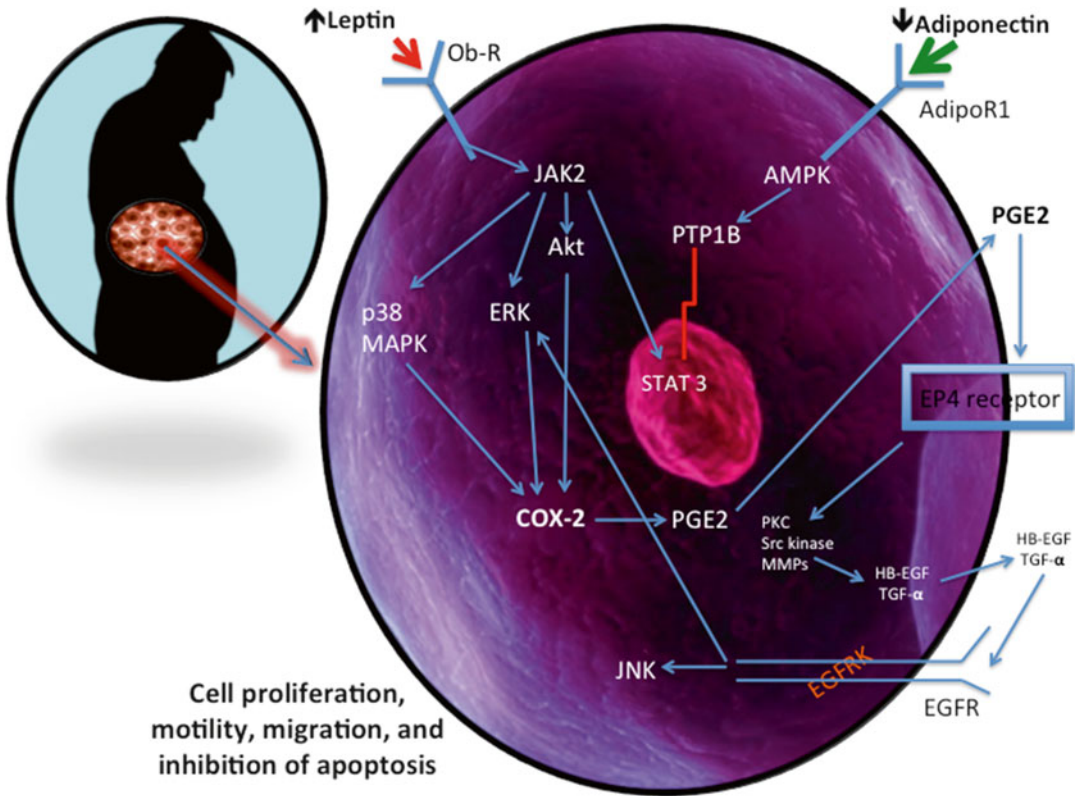 ↑Leptin
Ob-R
↓Adiponectin
AdipoR1
JAK2
AMPK
Akt
PTP1B
PGE2
p38
MAPK
ERK
STAT 3
EP4 receptor
COX-2
PGE2
PKC
Src kinase
MMPs
HB-EGF
TGF-α
HB-EGF
TGF-α
JNK
EGFRK
EGFR
Cell proliferation,
motility, migration, and
inhibition of apoptosis